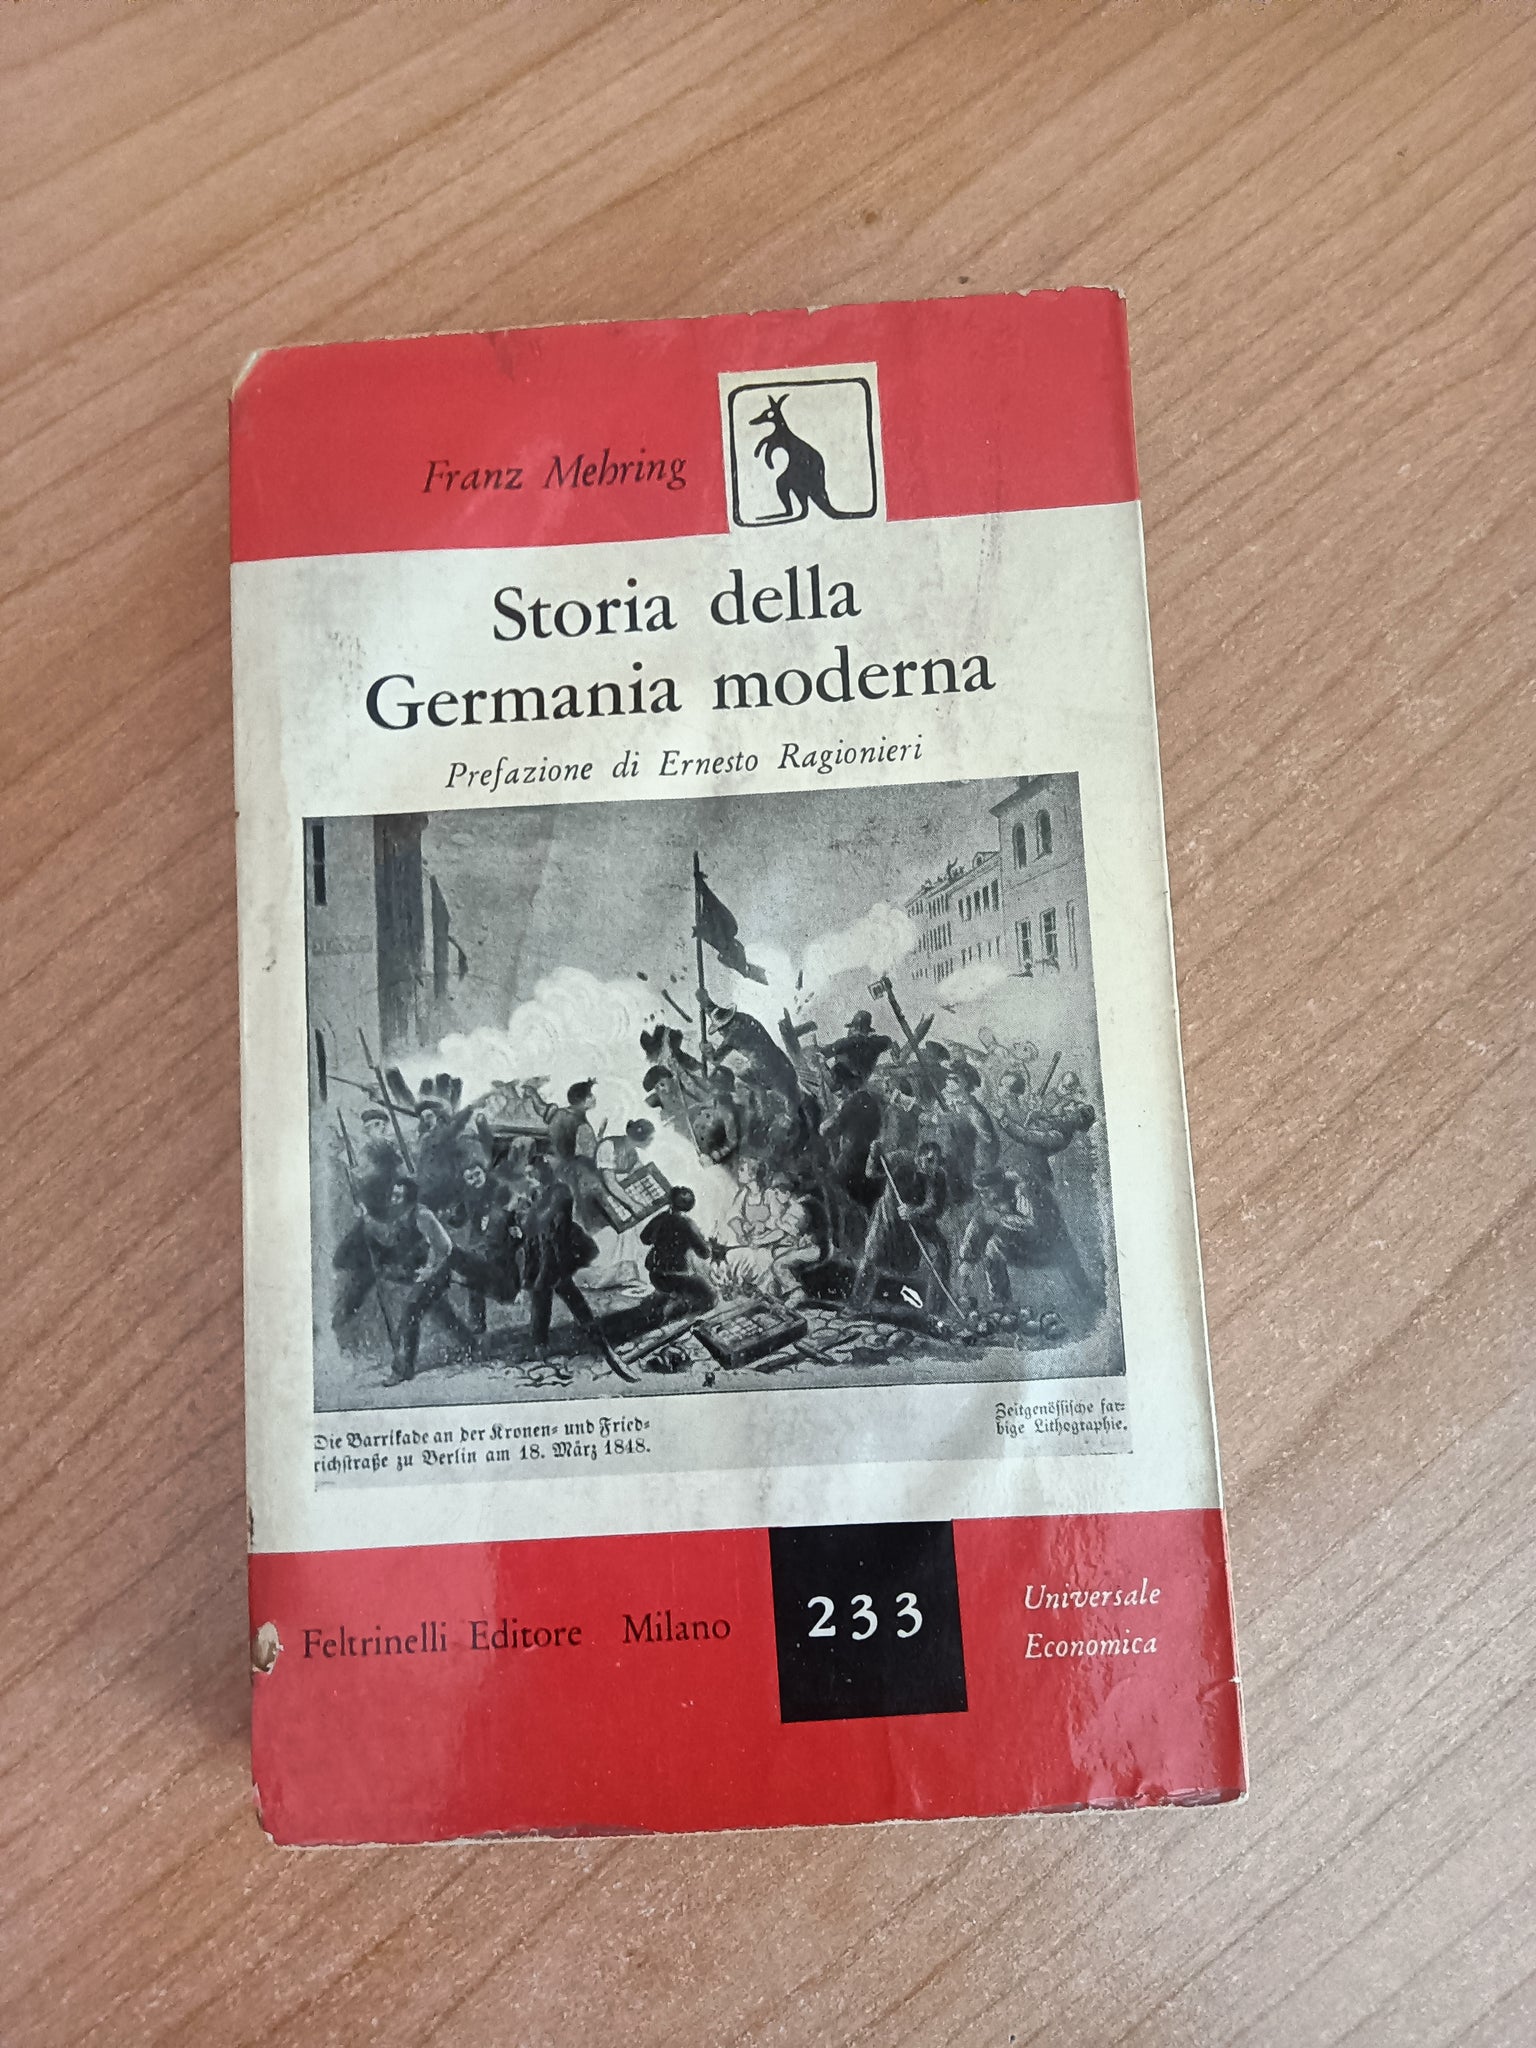 Franz Mehring
Storia della
Germania moderna
Prefazione di Ernesto Ragionieri
Die Barrikade an der Kronen= und Fried=
richstraße zu Berlin am 18. März 1848.
Zeitgenössische far=
bige Lithographie.
Feltrinelli Editore Milano
233
Universale
Economica